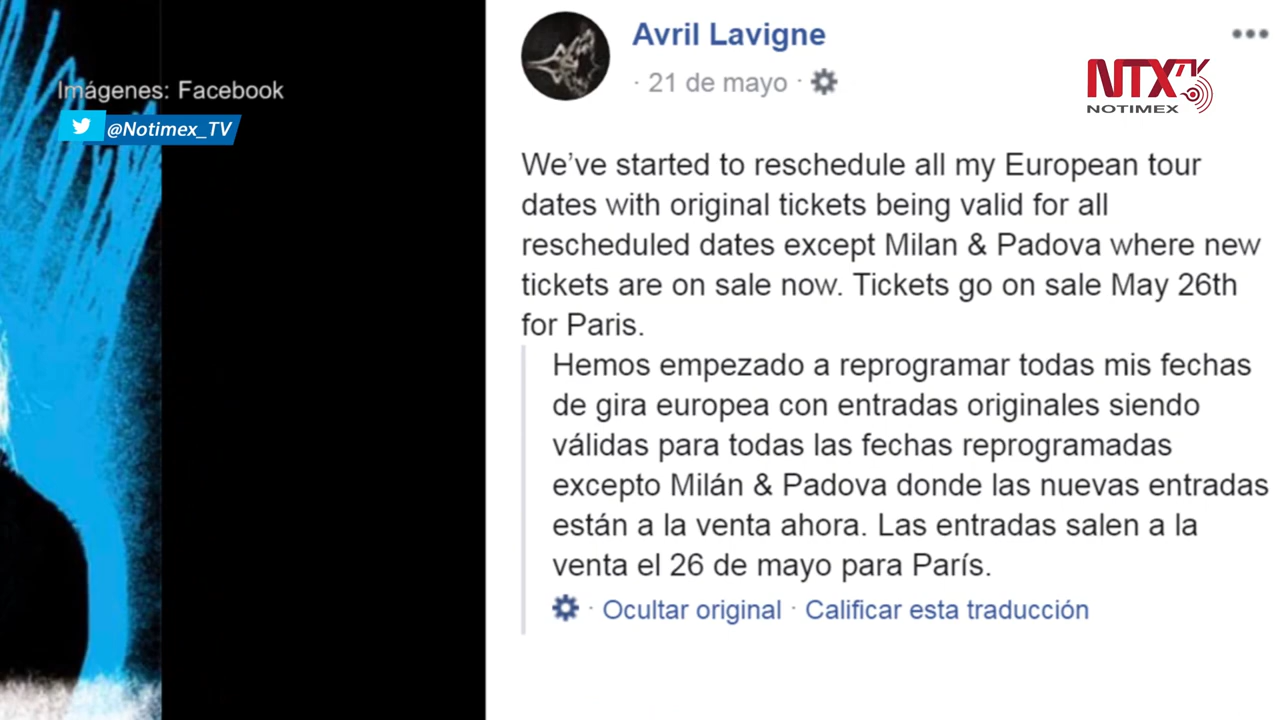 Imágenes: Facebook
@Notimex_TV
Avril Lavigne
· 21 de mayo ·
NTX TV
NOTIMEX
We’ve started to reschedule all my European tour
dates with original tickets being valid for all
rescheduled dates except Milan & Padova where new
tickets are on sale now. Tickets go on sale May 26th
for Paris.
Hemos empezado a reprogramar todas mis fechas
de gira europea con entradas originales siendo
válidas para todas las fechas reprogramadas
excepto Milán & Padova donde las nuevas entradas
están a la venta ahora. Las entradas salen a la
venta el 26 de mayo para París.
· Ocultar original · Calificar esta traducción